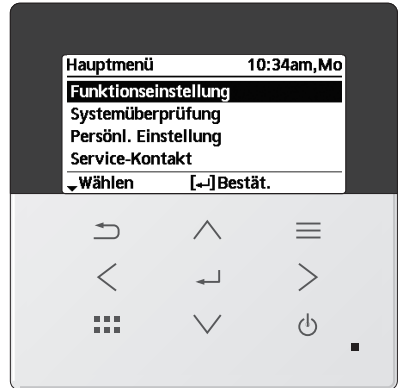 Hauptmenü 10:34am,Mo
Funktionseinstellung
Systemüberprüfung
Persönl. Einstellung
Service-Kontakt
Wählen [↵]Bestät.